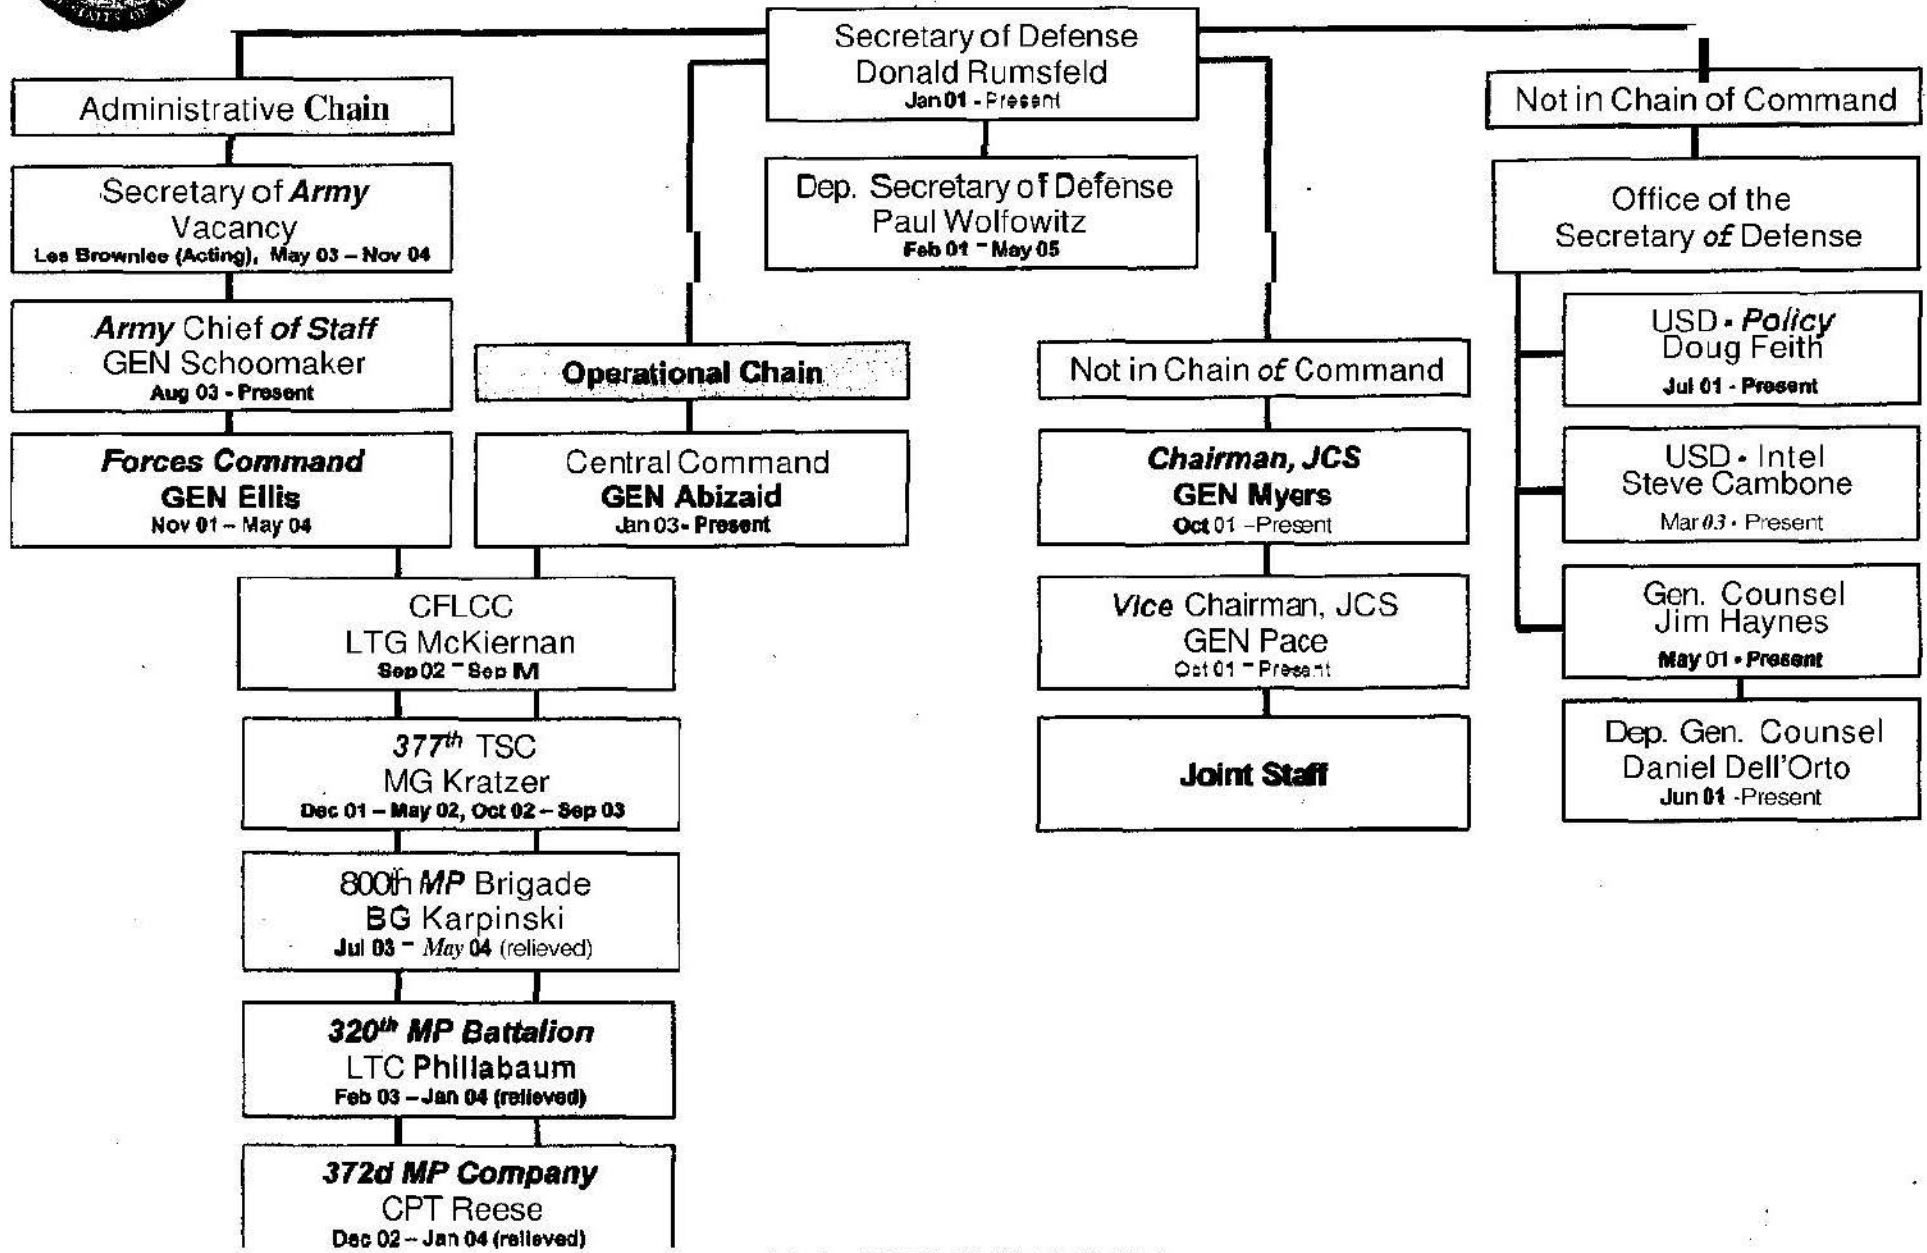 Secretary of Defense
Donald Rumsfeld
Jan 01 - Present
Administrative Chain
Secretary of Army
Vacancy
Les Brownlee (Acting), May 03 – Nov 04
Army Chief of Staff
GEN Schoomaker
Aug 03 - Present
Forces Command
GEN Ellis
Nov 01 – May 04
Dep. Secretary of Defense
Paul Wolfowitz
Feb 01 – May 05
Operational Chain
Central Command
GEN Abizaid
Jan 03 - Present
CFLCC
LTG McKiernan
Sep 02 – Sep M
377th TSC
MG Kratzer
Dec 01 – May 02, Oct 02 – Sep 03
800th MP Brigade
BG Karpinski
Jul 03 – May 04 (relieved)
320th MP Battalion
LTC Phillabaum
Feb 03 – Jan 04 (relieved)
372d MP Company
CPT Reese
Dec 02 – Jan 04 (relieved)
Not in Chain of Command
Chairman, JCS
GEN Myers
Oct 01 – Present
Vice Chairman, JCS
GEN Pace
Oct 01 – Present
Joint Staff
Not in Chain of Command
Office of the
Secretary of Defense
USD - Policy
Doug Feith
Jul 01 - Present
USD - Intel
Steve Cambone
Mar 03 - Present
Gen. Counsel
Jim Haynes
May 01 - Present
Dep. Gen. Counsel
Daniel Dell'Orto
Jun 01 - Present